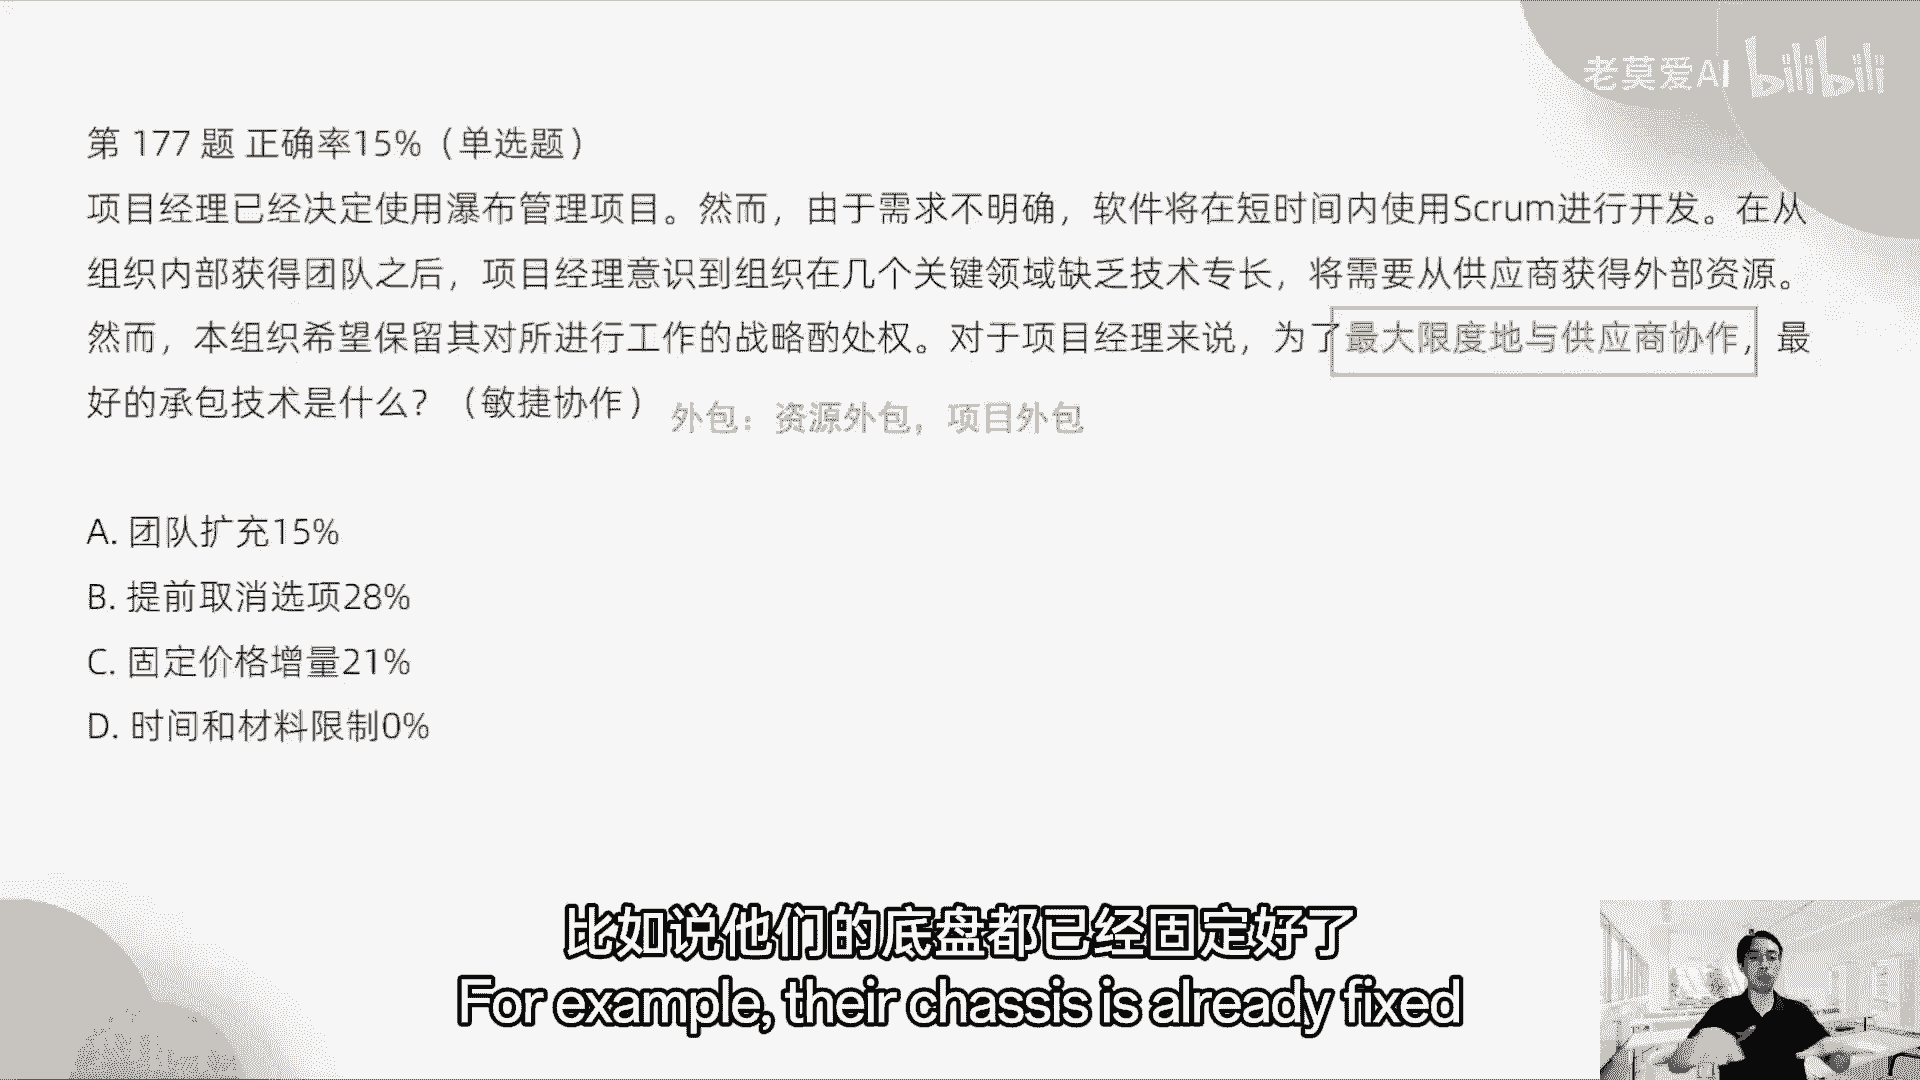 老莫爱AI bilibili
第 177 题 正确率15%（单选题）
项目经理已经决定使用瀑布管理项目。然而，由于需求不明确，软件将在短时间内使用Scrum进行开发。在从
组织内部获得团队之后，项目经理意识到组织在几个关键领域缺乏技术专长，将需要从供应商获得外部资源。
然而，本组织希望保留其对所进行工作的战略酌处权。对于项目经理来说，为了最大限度地与供应商协作，最
好的承包技术是什么？（敏捷协作）
外包：资源外包，项目外包
A. 团队扩充15%
B. 提前取消选项28%
C. 固定价格增量21%
D. 时间和材料限制0%
比如说他们的底盘都已经固定好了
For example, their chassis is already fixed